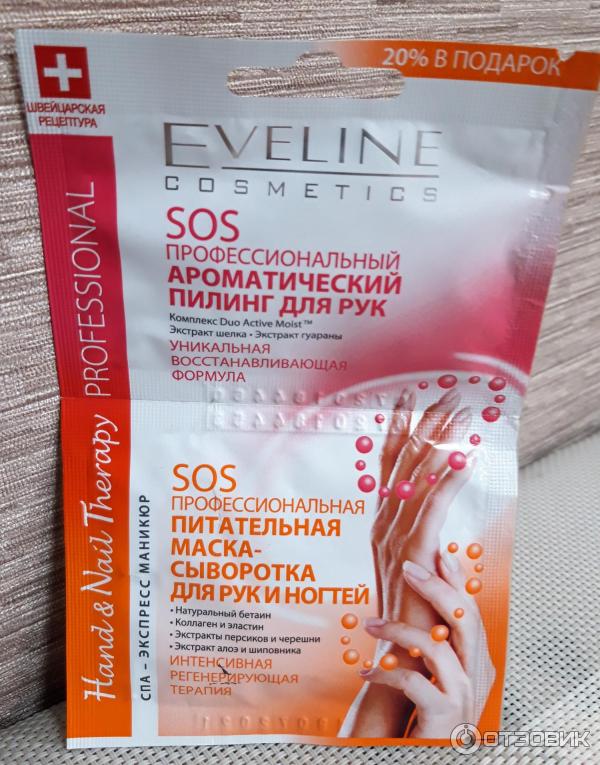 20% В ПОДАРОК
ШВЕЙЦАРСКАЯ
РЕЦЕПТУРА
EVELINE
COSMETICS
SOS
ПРОФЕССИОНАЛЬНЫЙ
АРОМАТИЧЕСКИЙ
ПИЛИНГ ДЛЯ РУК
Комплекс Duo Active Moist™
Экстракт шелка • Экстракт гуараны
УНИКАЛЬНАЯ
ВОССТАНАВЛИВАЮЩАЯ
ФОРМУЛА
Hand & Nail Therapy PROFESSIONAL
СПА – ЭКСПРЕСС МАНИКЮР
SOS
ПРОФЕССИОНАЛЬНАЯ
ПИТАТЕЛЬНАЯ
МАСКА-
СЫВОРОТКА
ДЛЯ РУК И НОГТЕЙ
• Натуральный бетаин
• Коллаген и эластин
• Экстракты персиков и черешни
• Экстракт алоэ и шиповника
ИНТЕНСИВНАЯ
РЕГЕНЕРИРУЮЩАЯ
ТЕРАПИЯ
ОТЗОВИК